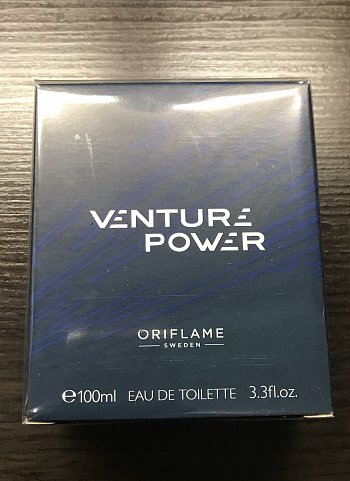 VENTURE
POWER
ORIFLAME
SWEDEN
℮100ml EAU DE TOILETTE 3.3fl.oz.